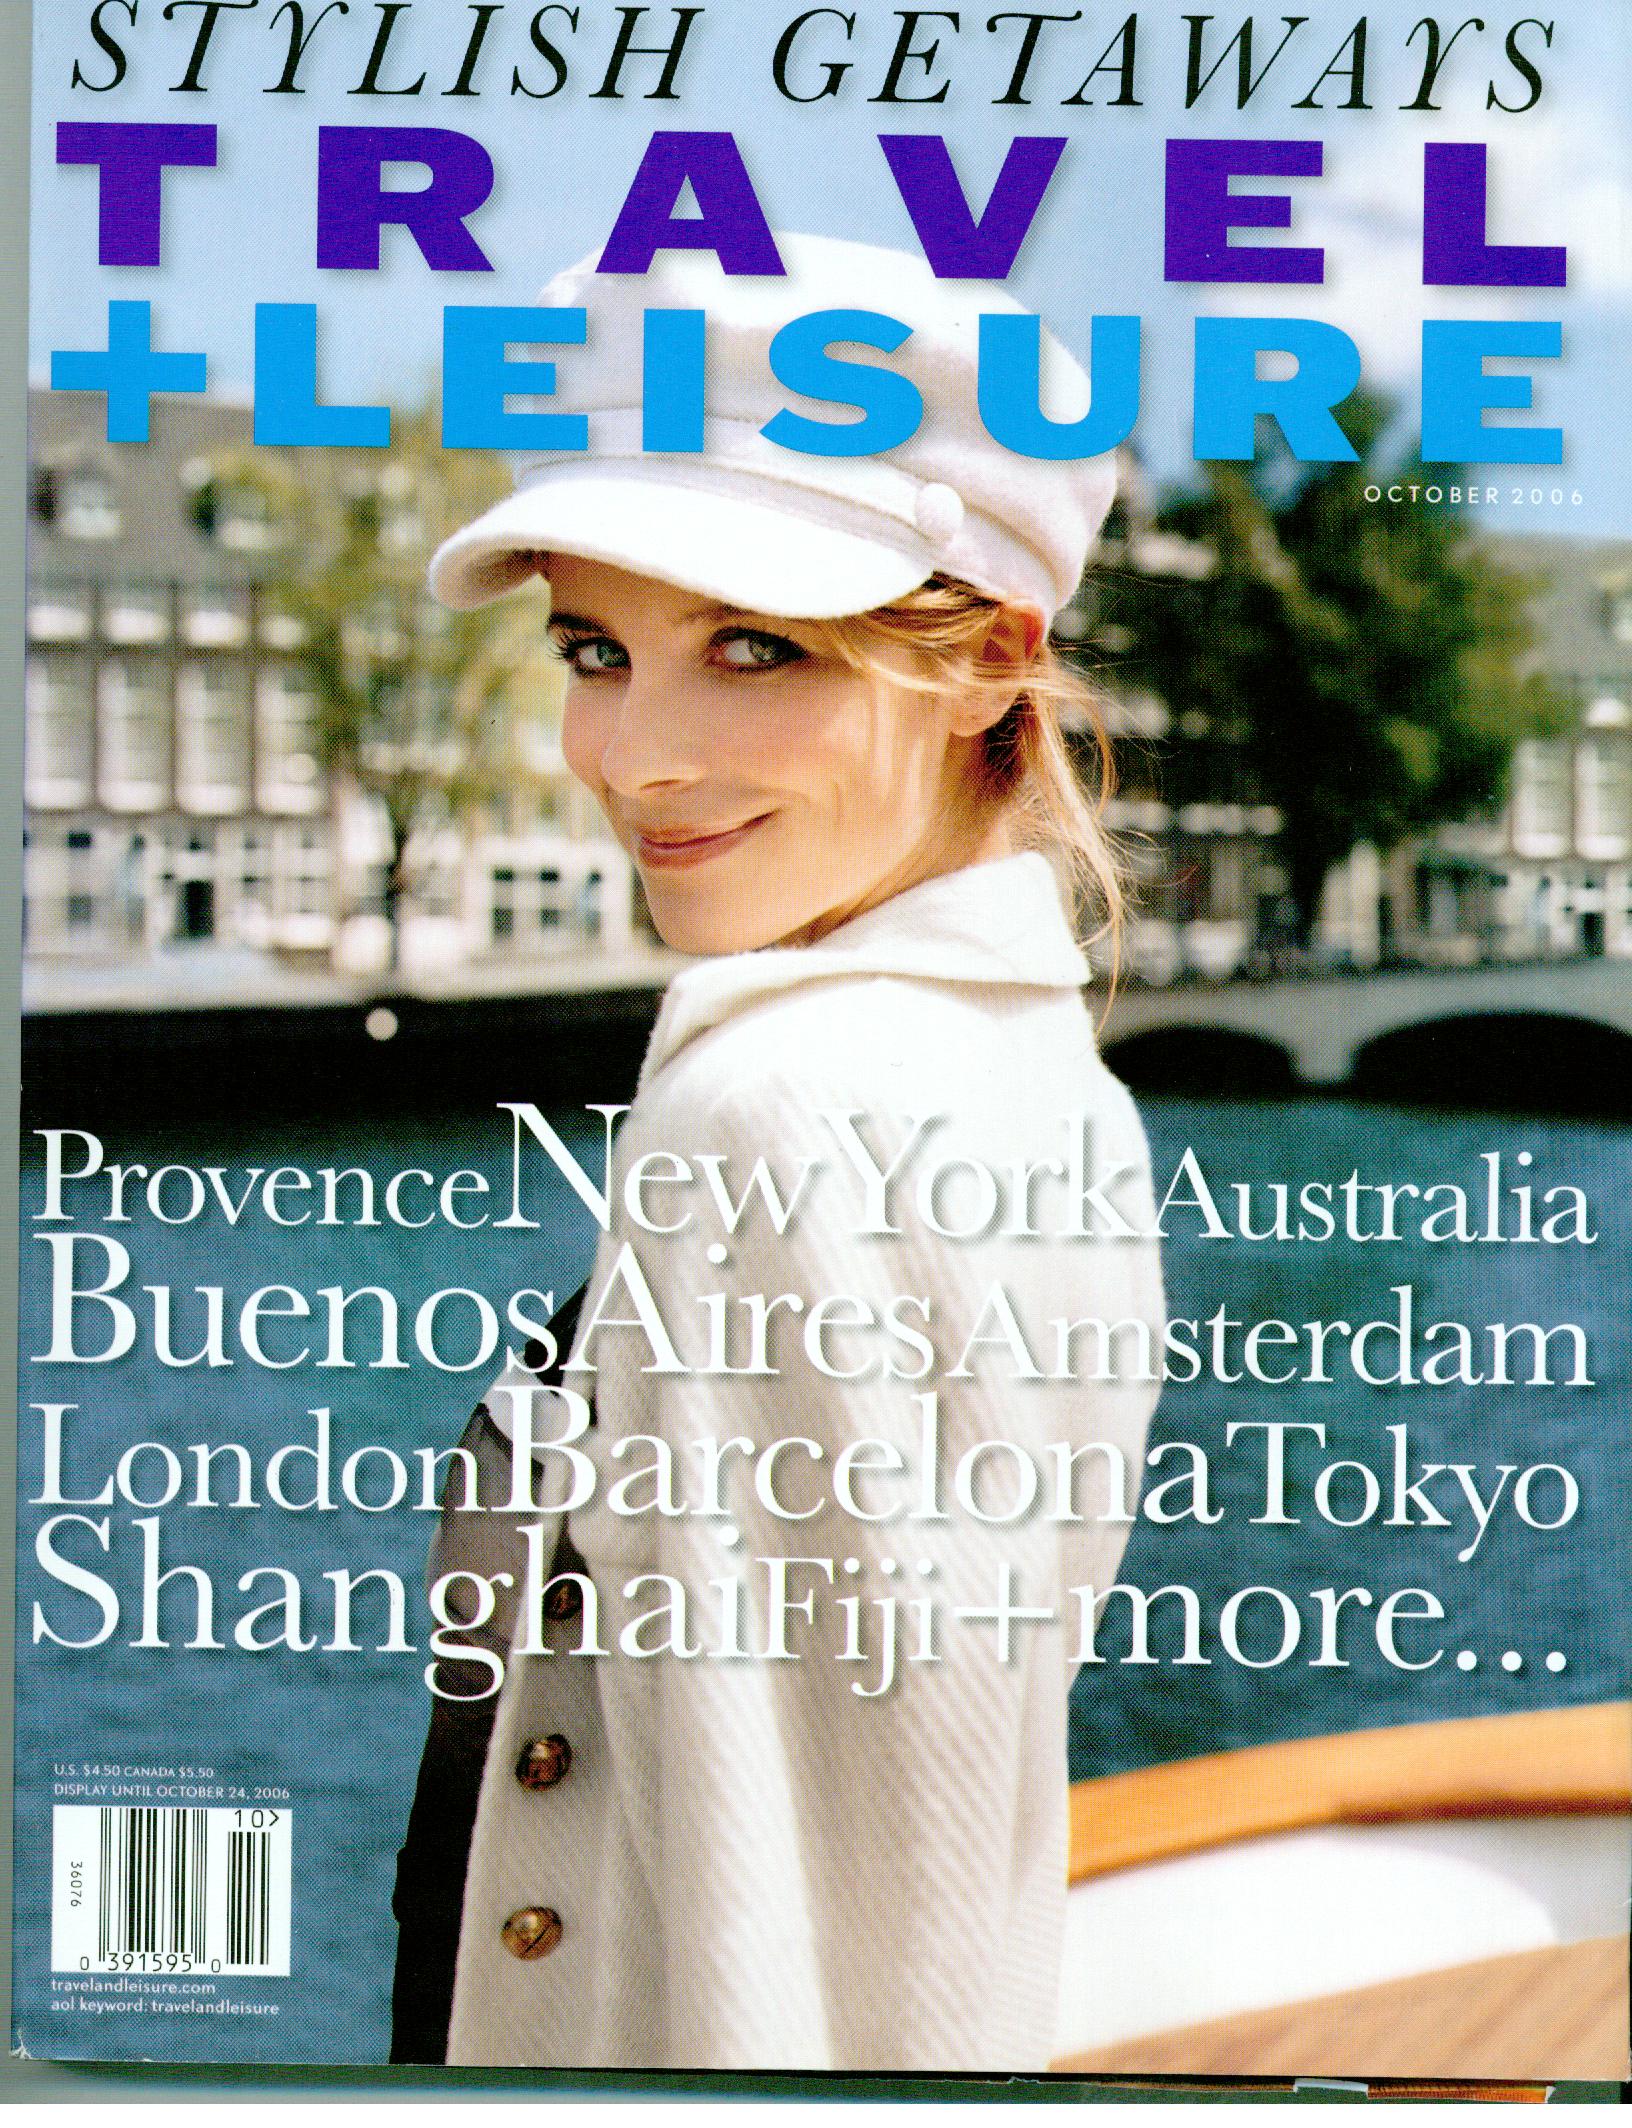 STYLISH GETAWAYS
TRAVEL
+LEISURE
OCTOBER 2006
Provence New York Australia
Buenos Aires Amsterdam
London Barcelona Tokyo
Shanghai Fiji + more...
U.S. $4.50 CANADA $5.50
DISPLAY UNTIL OCTOBER 24, 2006
10>
36076
0 391595 0
travelandleisure.com
aol keyword: travelandleisure